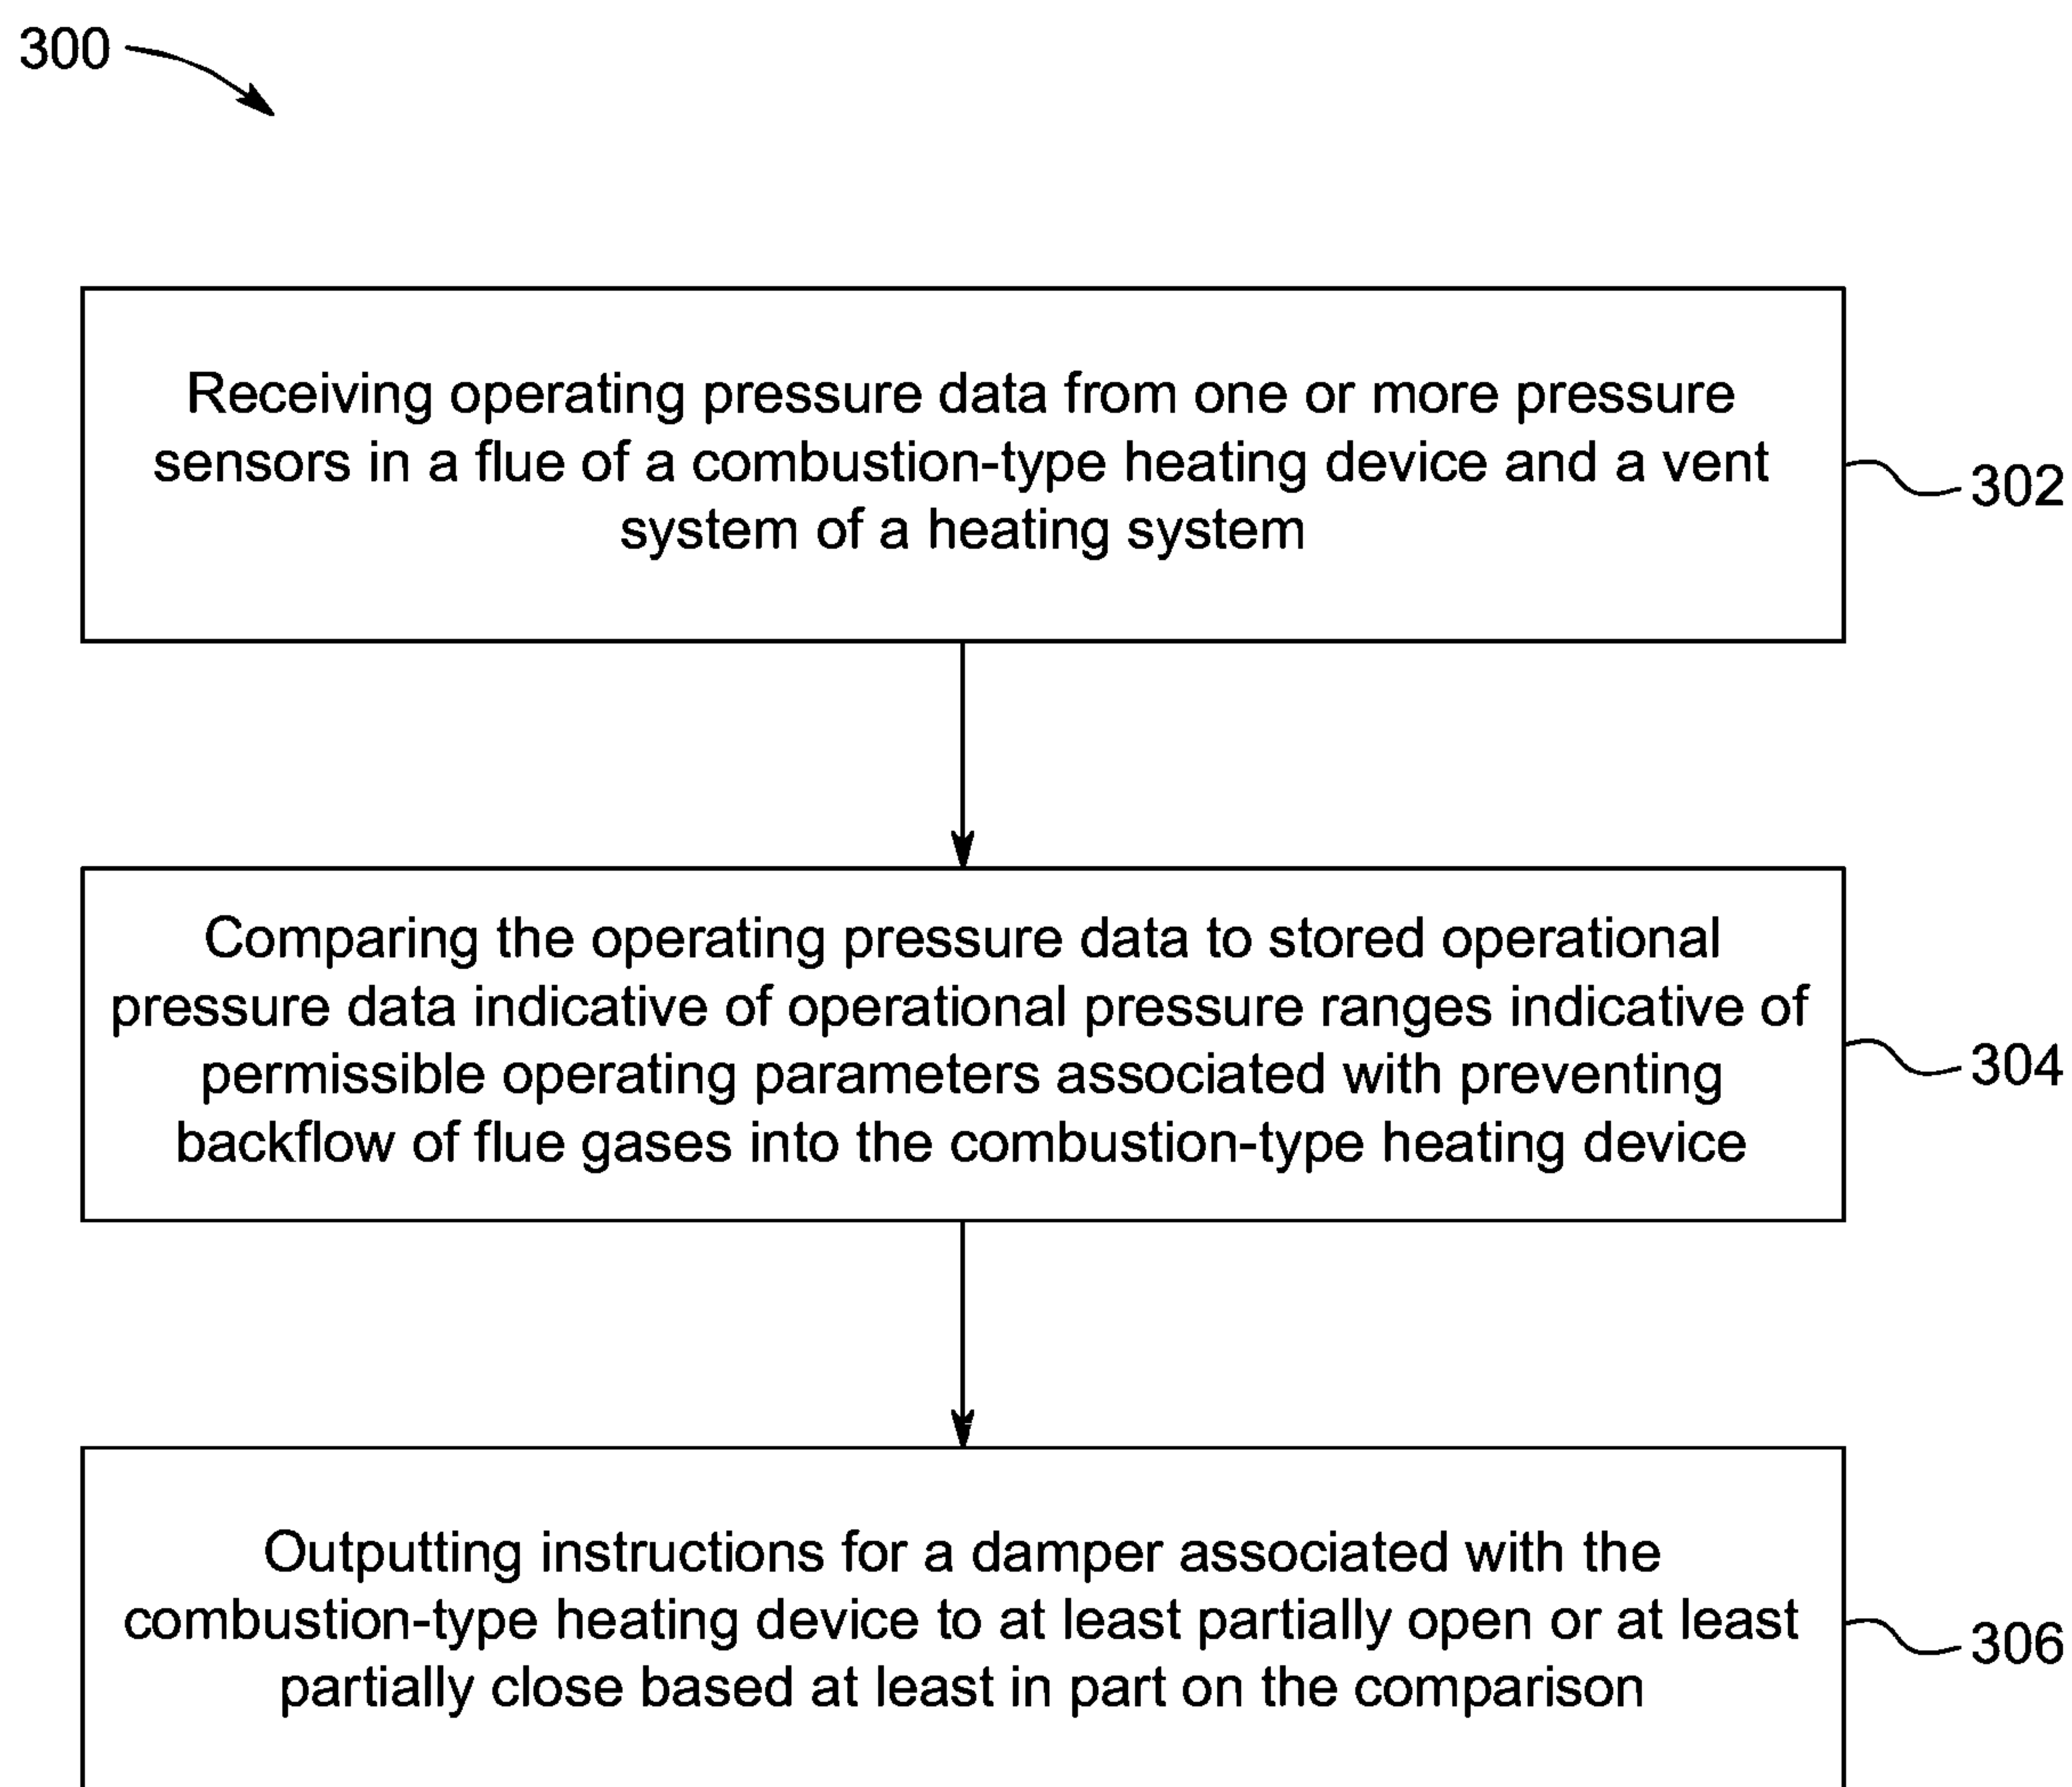 300
Receiving operating pressure data from one or more pressure
sensors in a flue of a combustion-type heating device and a vent
system of a heating system
302
Comparing the operating pressure data to stored operational
pressure data indicative of operational pressure ranges indicative of
permissible operating parameters associated with preventing
backflow of flue gases into the combustion-type heating device
304
Outputting instructions for a damper associated with the
combustion-type heating device to at least partially open or at least
partially close based at least in part on the comparison
306